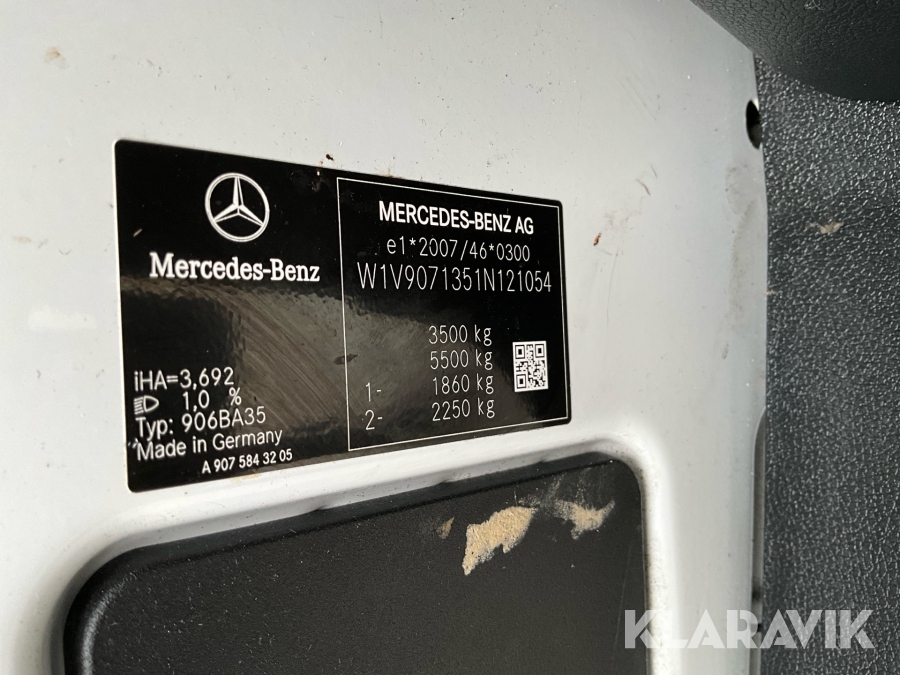 Mercedes-Benz
iHA=3,692
1,0 %
Typ: 906BA35
Made in Germany
A 907 584 32 05
MERCEDES-BENZ AG
e1*2007/46*0300
W1V9071351N121054
3500 kg
5500 kg
1- 1860 kg
2- 2250 kg
KLARAVIK